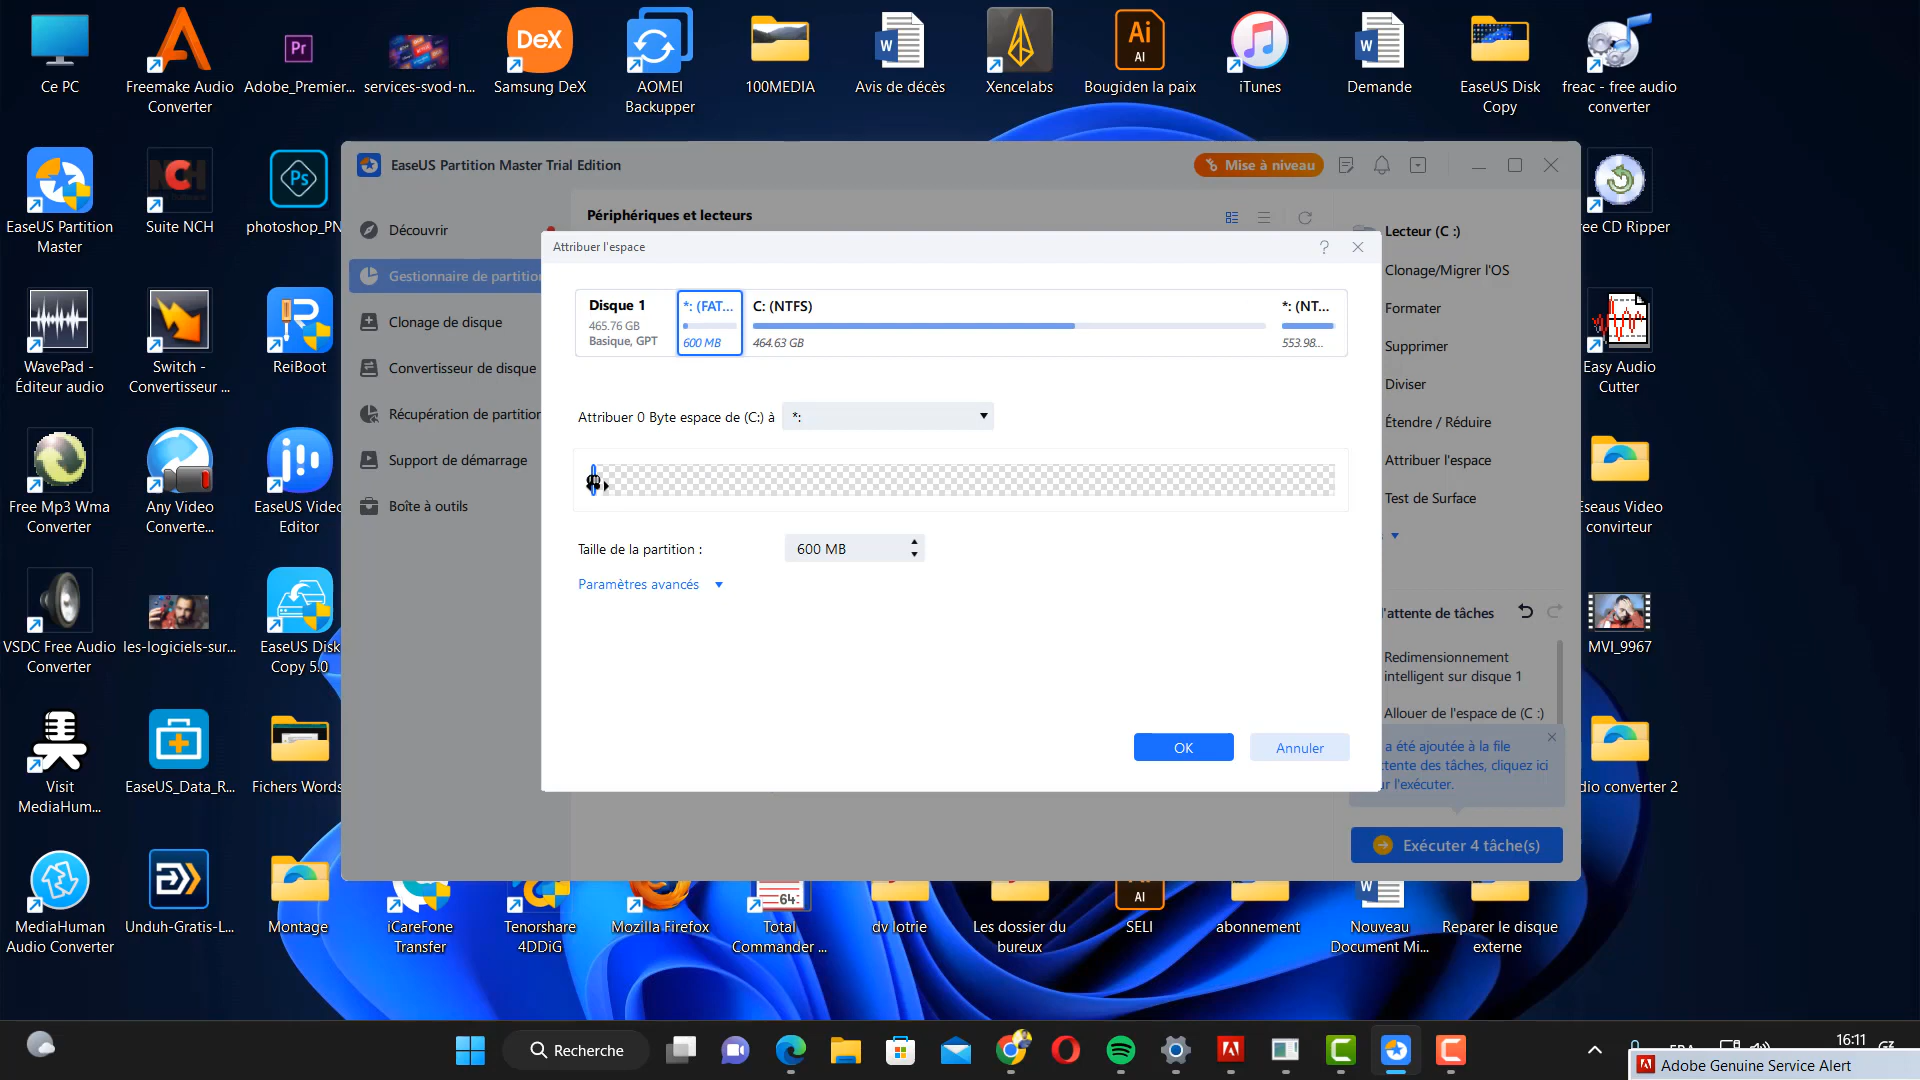 Ce PC
Freemake Audio
Converter
Adobe_Premier...
services-svod-n...
Samsung DeX
AOMEI
Backupper
100MEDIA
Avis de décès
Xencelabs
Bougiden la paix
iTunes
Demande
EaseUS Disk
Copy
freac - free audio
converter
EaseUS Partition
Master
Suite NCH
photoshop_PN
EaseUS Partition Master Trial Edition
Mise à niveau
ree CD Ripper
Découvrir
Périphériques et lecteurs
Lecteur (C :)
Gestionnaire de partition
Attribuer l'espace
Clonage/Migrer l'OS
Clonage de disque
Disque 1
465.76 GB
Basique, GPT
*: (FAT...
600 MB
C: (NTFS)
464.63 GB
*: (NT...
553.98...
Formater
Convertisseur de disque
Supprimer
WavePad -
Éditeur audio
Switch -
Convertisseur ...
ReiBoot
Easy Audio
Cutter
Récupération de partition
Diviser
Attribuer 0 Byte espace de (C:) à
*:
Étendre / Réduire
Support de démarrage
Attribuer l'espace
Boîte à outils
Test de Surface
Free Mp3 Wma
Converter
Any Video
Converte...
EaseUS Video
Editor
Eseaus Video
convirteur
Taille de la partition :
600 MB
Paramètres avancés
'attente de tâches
Redimensionnement
intelligent sur disque 1
Allouer de l'espace de (C :)
VSDC Free Audio
Converter
les-logiciels-sur...
EaseUS Disk
Copy 5.0
MVI_9967
OK
Annuler
a été ajoutée à la file
ttente des tâches, cliquez ici
ur l'exécuter.
Exécuter 4 tâche(s)
Visit
MediaHum...
EaseUS_Data_R...
Fichers Words
dio converter 2
MediaHuman
Audio Converter
Unduh-Gratis-L...
Montage
iCareFone
Transfer
Tenorshare
4DDiG
Mozilla Firefox
Total
Commander ...
dv lotrie
Les dossier du
bureux
SELI
abonnement
Nouveau
Document Mi...
Reparer le disque
externe
Recherche
16:11
Adobe Genuine Service Alert